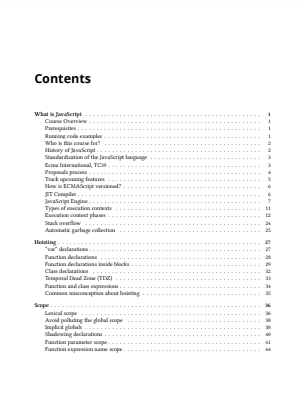 Contents
What is JavaScript . . . . . . . . . . . . . . . . . . . . 1
Course Overview . . . . . . . . . . . . . . . . . . . . 1
Prerequisites . . . . . . . . . . . . . . . . . . . . 1
Running code examples . . . . . . . . . . . . . . . . . . . . 1
Who is this course for? . . . . . . . . . . . . . . . . . . . . 2
History of JavaScript . . . . . . . . . . . . . . . . . . . . 2
Standardization of the JavaScript language . . . . . . . . . . . . . . . . . . . . 3
Ecma International, TC39 . . . . . . . . . . . . . . . . . . . . 3
Proposals process . . . . . . . . . . . . . . . . . . . . 4
Track upcoming features . . . . . . . . . . . . . . . . . . . . 5
How is ECMAScript versioned? . . . . . . . . . . . . . . . . . . . . 6
JIT Compiler . . . . . . . . . . . . . . . . . . . . 6
JavaScript Engine . . . . . . . . . . . . . . . . . . . . 7
Types of execution contexts . . . . . . . . . . . . . . . . . . . . 11
Execution context phases . . . . . . . . . . . . . . . . . . . . 12
Stack overflow . . . . . . . . . . . . . . . . . . . . 24
Automatic garbage collection . . . . . . . . . . . . . . . . . . . . 25
Hoisting . . . . . . . . . . . . . . . . . . . . 27
"var" declarations . . . . . . . . . . . . . . . . . . . . 27
Function declarations . . . . . . . . . . . . . . . . . . . . 28
Function declarations inside blocks . . . . . . . . . . . . . . . . . . . . 29
Class declarations . . . . . . . . . . . . . . . . . . . . 32
Temporal Dead Zone (TDZ) . . . . . . . . . . . . . . . . . . . . 33
Function and class expressions . . . . . . . . . . . . . . . . . . . . 34
Common misconception about hoisting . . . . . . . . . . . . . . . . . . . . 35
Scope . . . . . . . . . . . . . . . . . . . . 36
Lexical scope . . . . . . . . . . . . . . . . . . . . 36
Avoid polluting the global scope . . . . . . . . . . . . . . . . . . . . 38
Implicit globals . . . . . . . . . . . . . . . . . . . . 38
Shadowing declarations . . . . . . . . . . . . . . . . . . . . 40
Function parameter scope . . . . . . . . . . . . . . . . . . . . 41
Function expression name scope . . . . . . . . . . . . . . . . . . . . 44